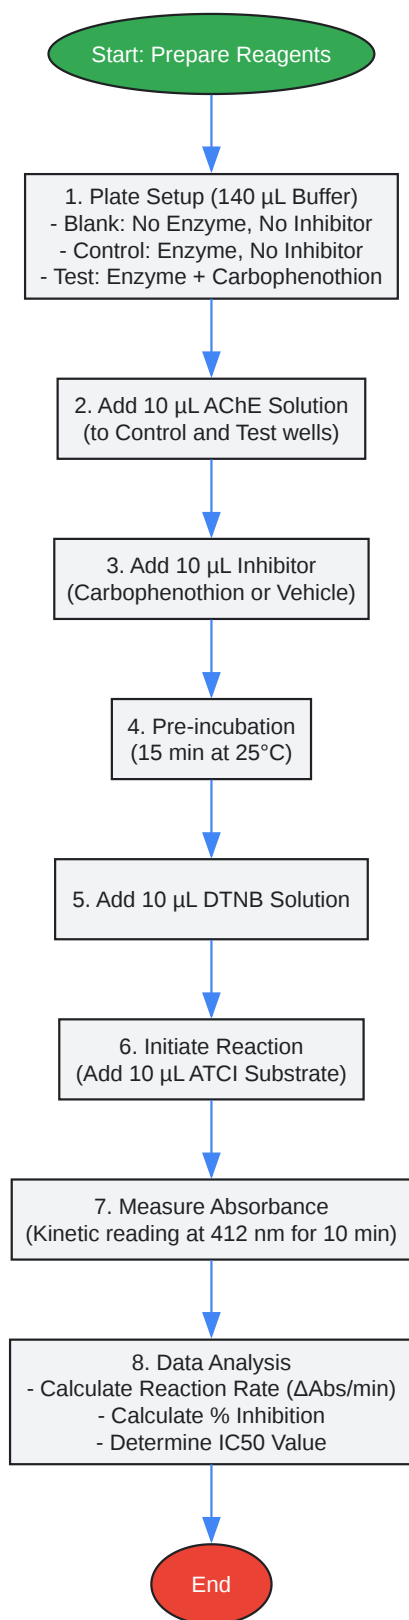 Start: Prepare Reagents
1. Plate Setup (140 µL Buffer)
- Blank: No Enzyme, No Inhibitor
- Control: Enzyme, No Inhibitor
- Test: Enzyme + Carbophenothion
2. Add 10 µL AChE Solution
(to Control and Test wells)
3. Add 10 µL Inhibitor
(Carbophenothion or Vehicle)
4. Pre-incubation
(15 min at 25°C)
5. Add 10 µL DTNB Solution
6. Initiate Reaction
(Add 10 µL ATCI Substrate)
7. Measure Absorbance
(Kinetic reading at 412 nm for 10 min)
8. Data Analysis
- Calculate Reaction Rate (ΔAbs/min)
- Calculate % Inhibition
- Determine IC50 Value
End